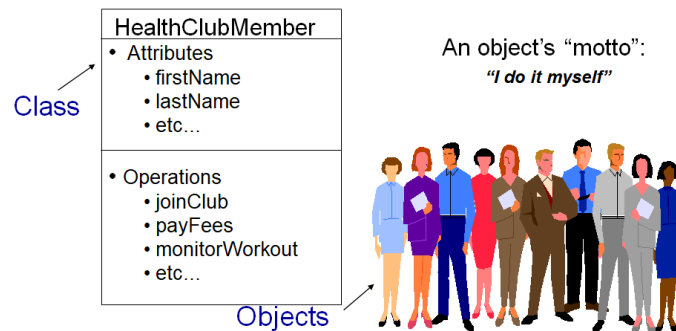 HealthClubMember
• Attributes
• firstName
• lastName
• etc...
Class
• Operations
• joinClub
• payFees
• monitorWorkout
• etc...
Objects
An object’s “motto”:
“I do it myself”